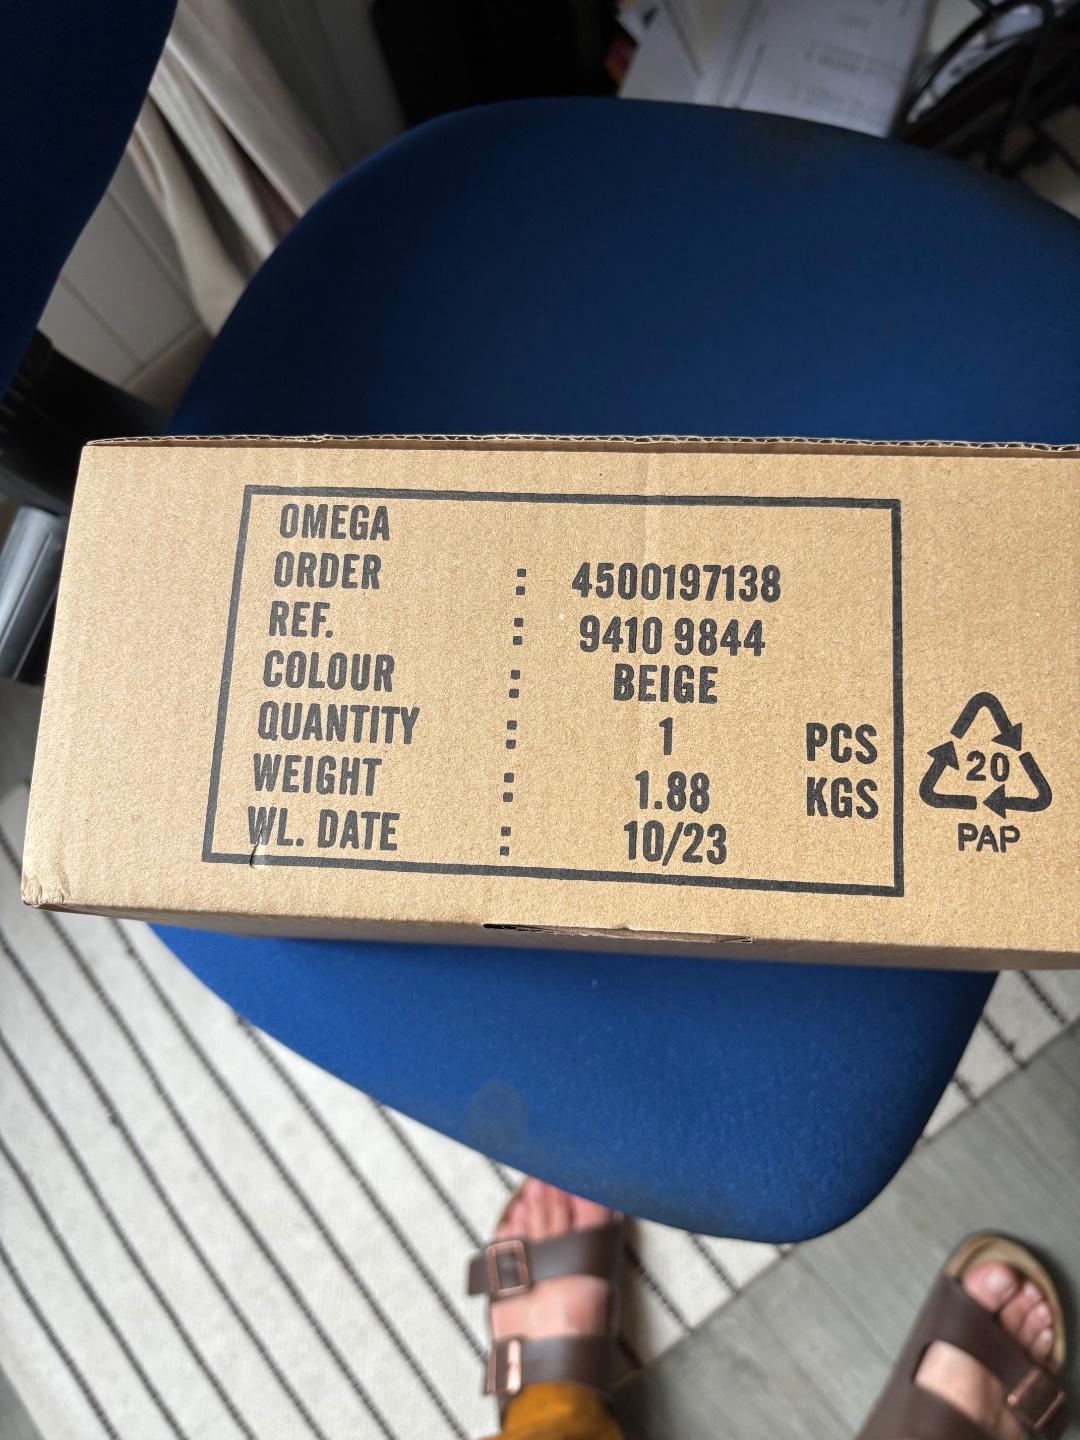 OMEGA
ORDER : 4500197138
REF. : 9410 9844
COLOUR : BEIGE
QUANTITY : 1 PCS
WEIGHT : 1.88 KGS
WL. DATE : 10/23
20
PAP